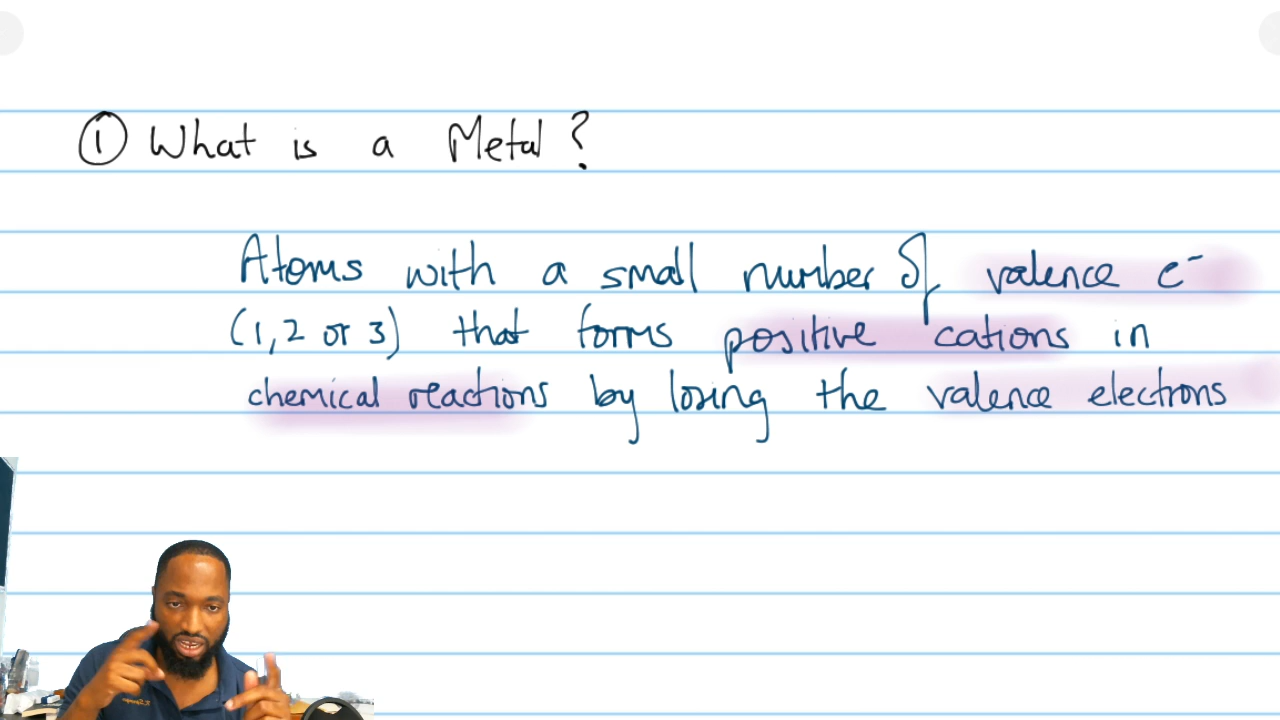 ① What is a Metal?
Atoms with a small number of valence e⁻
(1, 2 or 3) that forms positive cations in
chemical reactions by losing the valence electrons